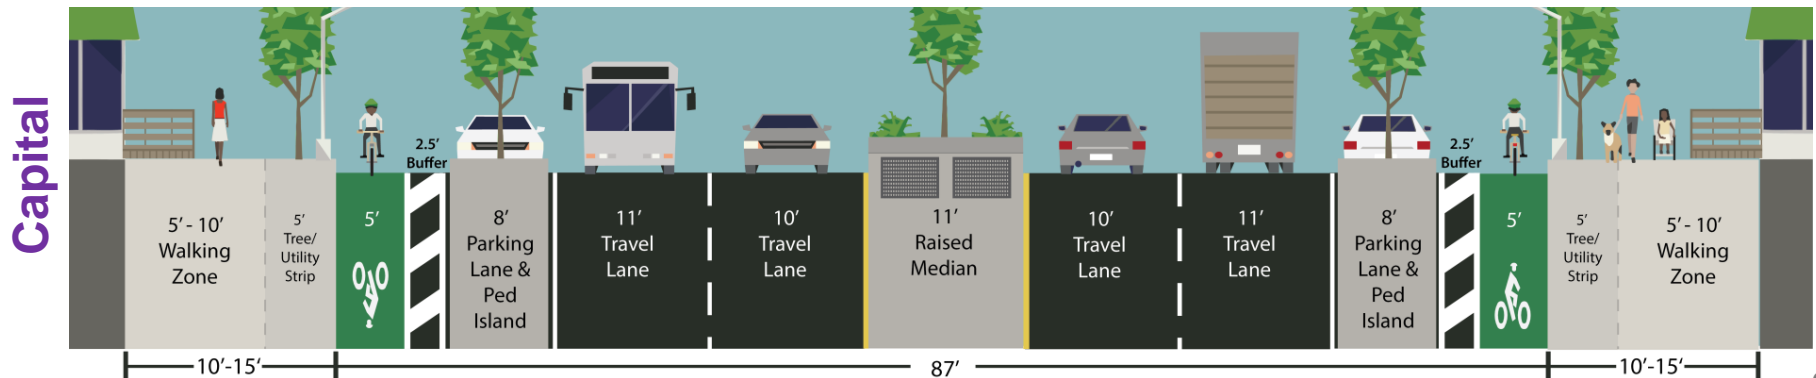 Capital
5’ - 10’
Walking
Zone
5’
Tree/
Utility
Strip
5’
2.5’
Buffer
8’
Parking
Lane &
Ped
Island
11’
Travel
Lane
10’
Travel
Lane
11’
Raised
Median
10’
Travel
Lane
11’
Travel
Lane
8’
Parking
Lane &
Ped
Island
2.5’
Buffer
5’
5’
Tree/
Utility
Strip
5’ - 10’
Walking
Zone
10’-15‘
87’
10’-15‘